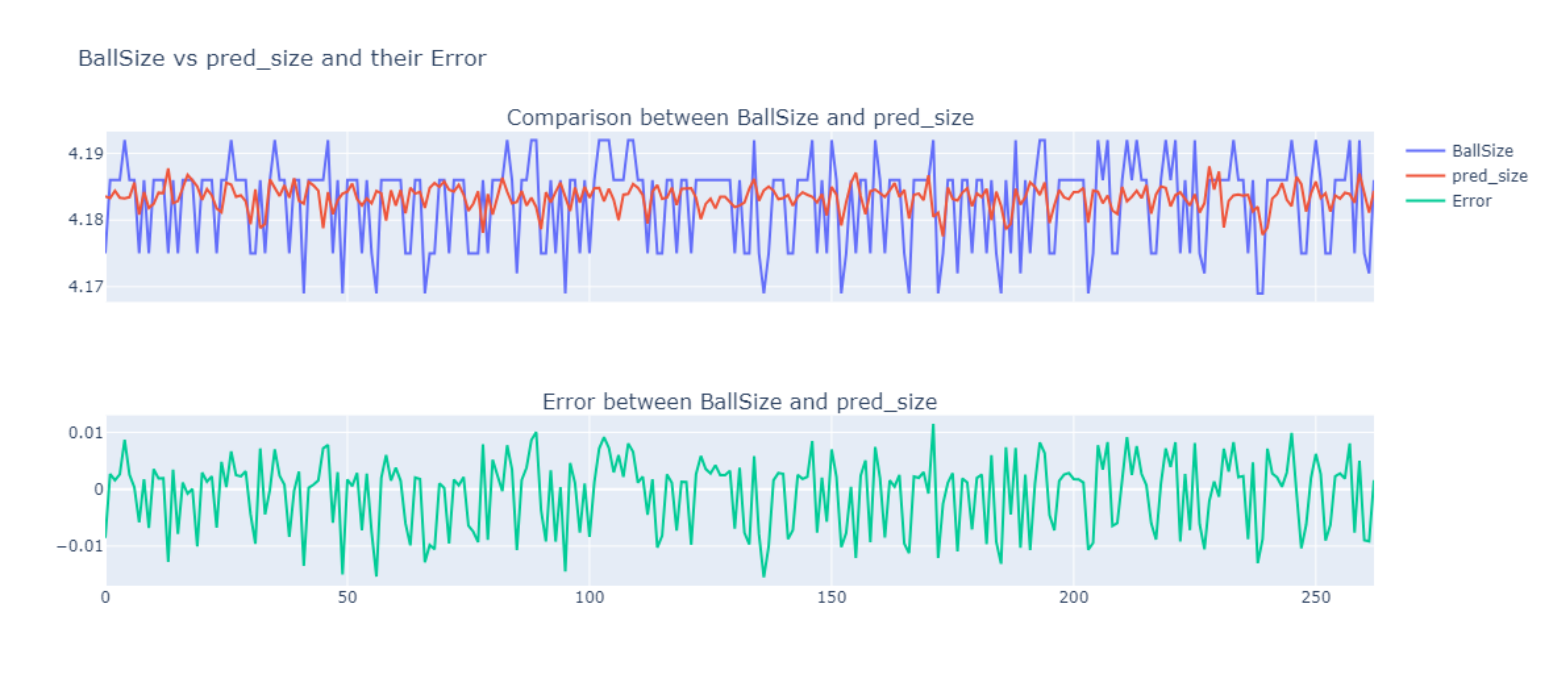 BallSize vs pred_size and their Error
Comparison between BallSize and pred_size
4.19
4.18
4.17
BallSize
pred_size
Error
Error between BallSize and pred_size
0.01
0
−0.01
0
50
100
150
200
250